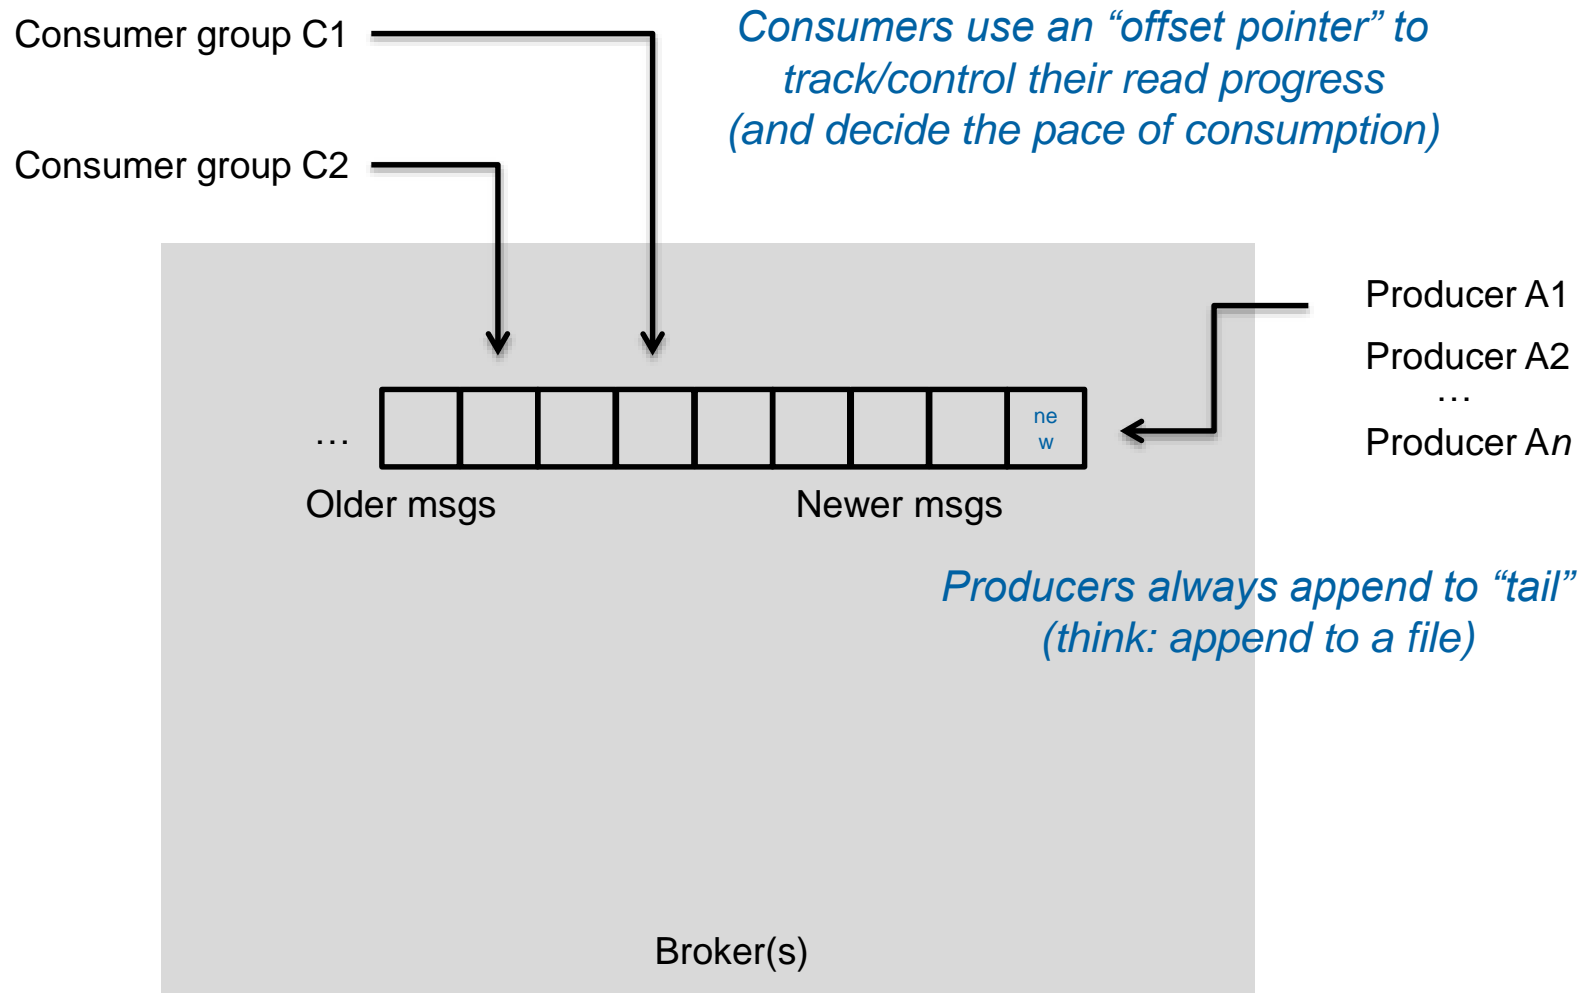 Consumer group C1
Consumers use an “offset pointer” to
track/control their read progress
(and decide the pace of consumption)
Consumer group C2
Producer A1
Producer A2
…
Producer An
…
ne
w
Older msgs
Newer msgs
Producers always append to “tail”
(think: append to a file)
Broker(s)